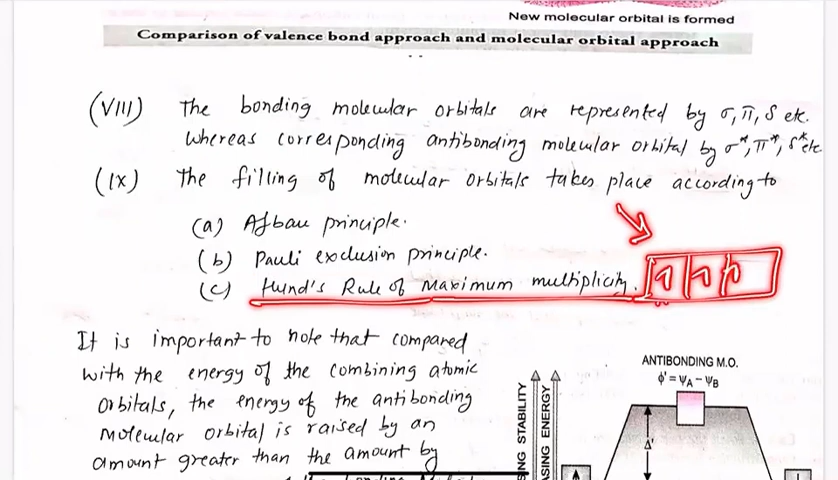 New molecular orbital is formed
Comparison of valence bond approach and molecular orbital approach
(VIII) The bonding molecular orbitals are represented by σ, π, δ etc.
whereas corresponding antibonding molecular orbital by σ*, π*, δ* etc
(IX) The filling of molecular orbitals takes place according to
(a) Afbau principle.
(b) Pauli exclusion principle.
(c) Hund's Rule of Maximum multiplicity.
It is important to note that compared
with the energy of the combining atomic
orbitals, the energy of the antibonding
Molecular orbital is raised by an
amount greater than the amount by
ANTIBONDING M.O.
ϕ' = ΨA − ΨB
Δ'
SING STABILITY
ASING ENERGY